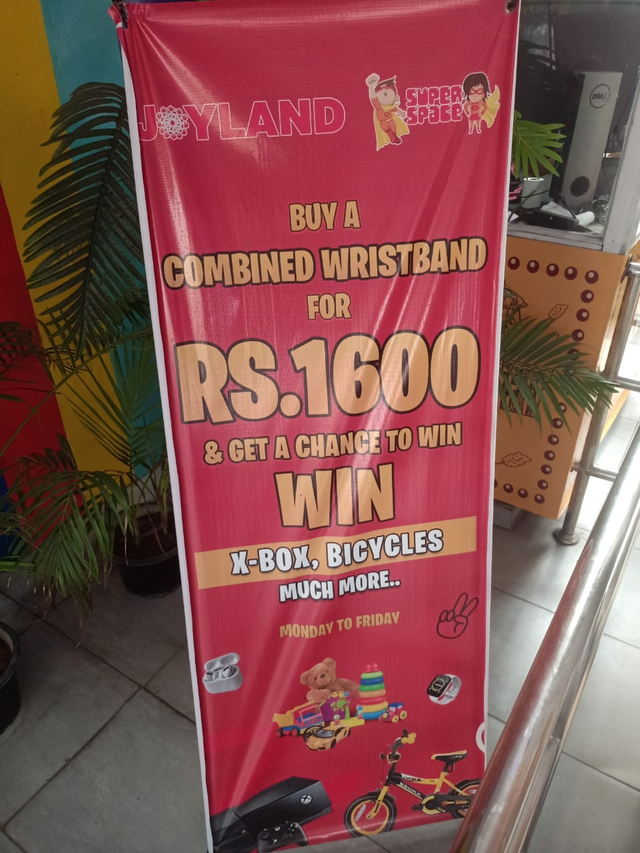 JOYLAND
SUPER
SPACE
DELL
BUY A
COMBINED WRISTBAND
FOR
RS.1600
& GET A CHANCE TO WIN
WIN
X-BOX, BICYCLES
MUCH MORE..
MONDAY TO FRIDAY